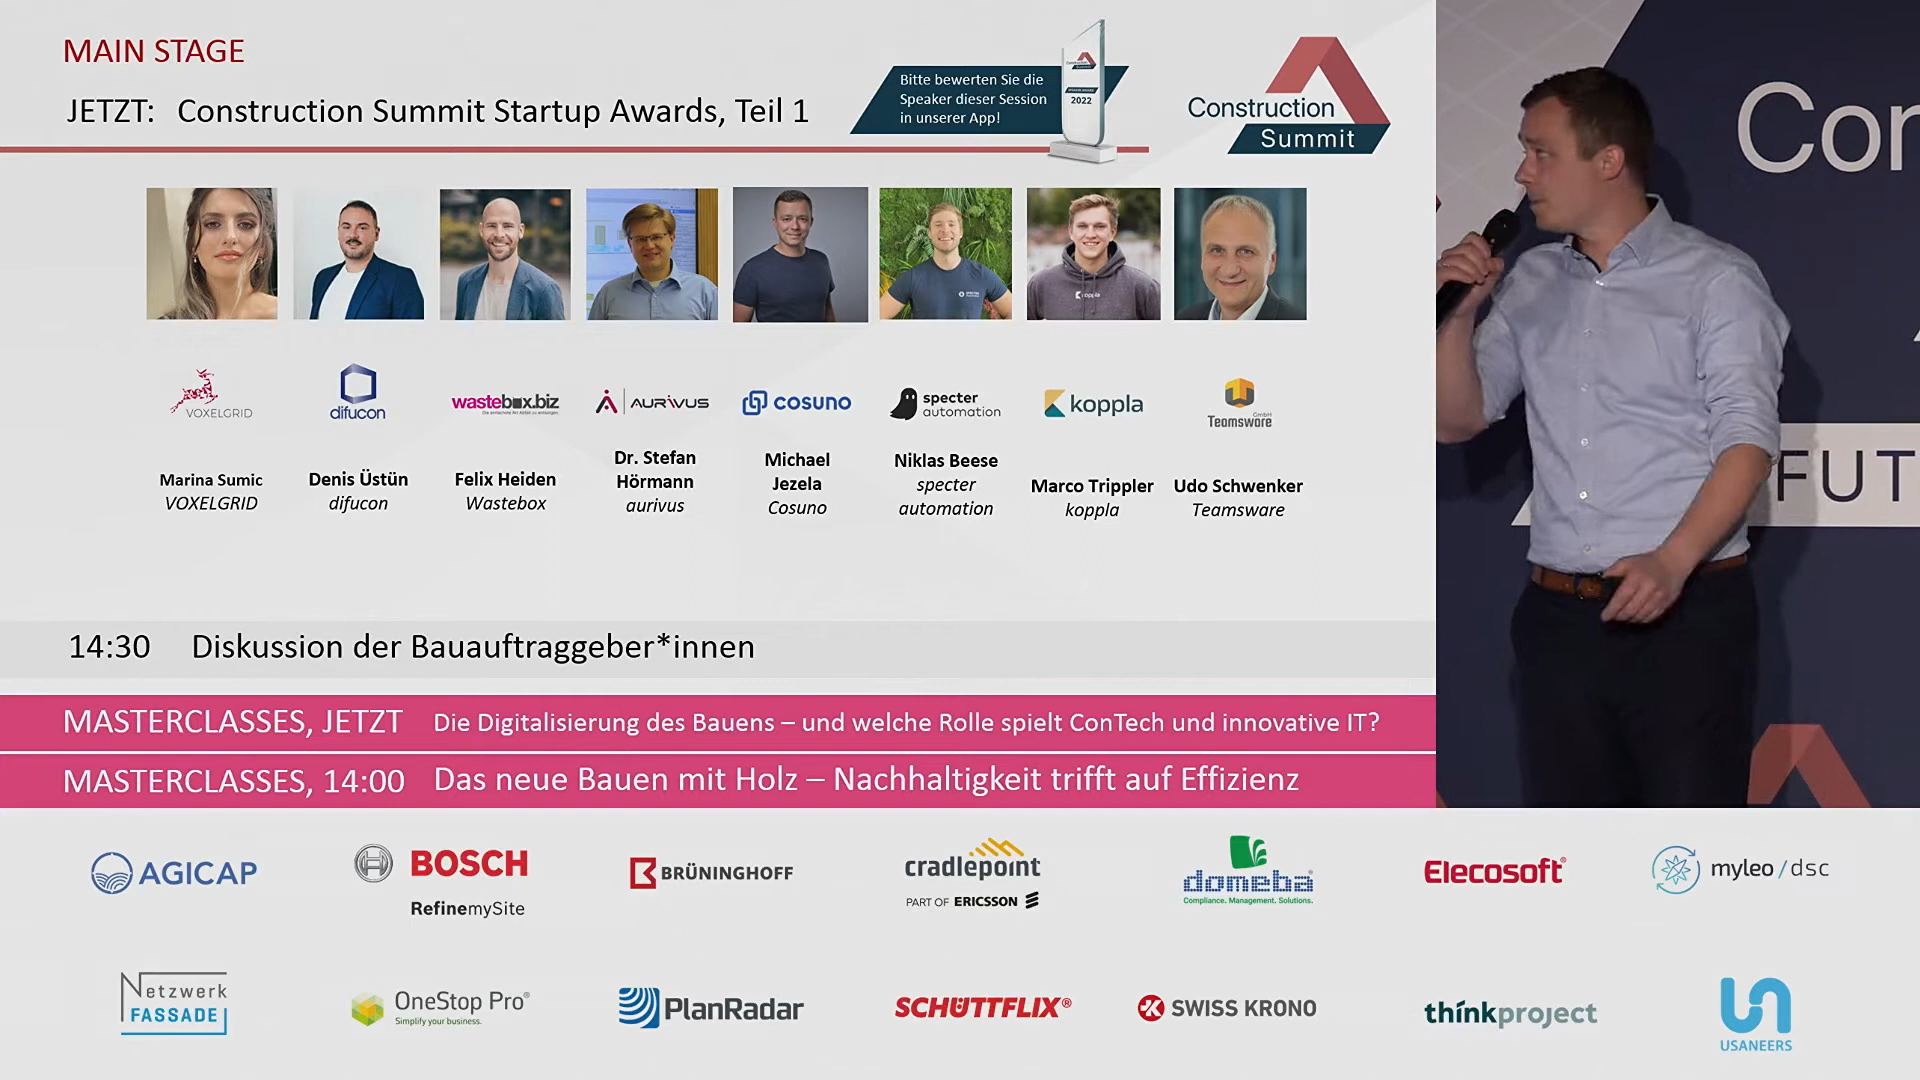 MAIN STAGE
JETZT: Construction Summit Startup Awards, Teil 1
Bitte bewerten Sie die
Speaker dieser Session
in unserer App!
2022
Construction
Summit
VOXELGRID
difucon
wastebox.biz
AURIVUS
cosuno
specter
automation
koppla
Teamsware
GmbH
Marina Sumic
VOXELGRID
Denis Üstün
difucon
Felix Heiden
Wastebox
Dr. Stefan
Hörmann
aurivus
Michael
Jezela
Cosuno
Niklas Beese
specter
automation
Marco Trippler
koppla
Udo Schwenker
Teamsware
14:30 Diskussion der Bauauftraggeber*innen
MASTERCLASSES, JETZT Die Digitalisierung des Bauens – und welche Rolle spielt ConTech und innovative IT?
MASTERCLASSES, 14:00 Das neue Bauen mit Holz – Nachhaltigkeit trifft auf Effizienz
Con
FUT
AGICAP
BOSCH
RefinemySite
BRÜNINGHOFF
cradlepoint
PART OF ERICSSON
domeba
Compliance. Management. Solutions.
Elecosoft®
myleo / dsc
Netzwerk
FASSADE
OneStop Pro®
Simplify your business.
PlanRadar
SCHÜTTFLIX®
SWISS KRONO
thinkproject
USANEERS